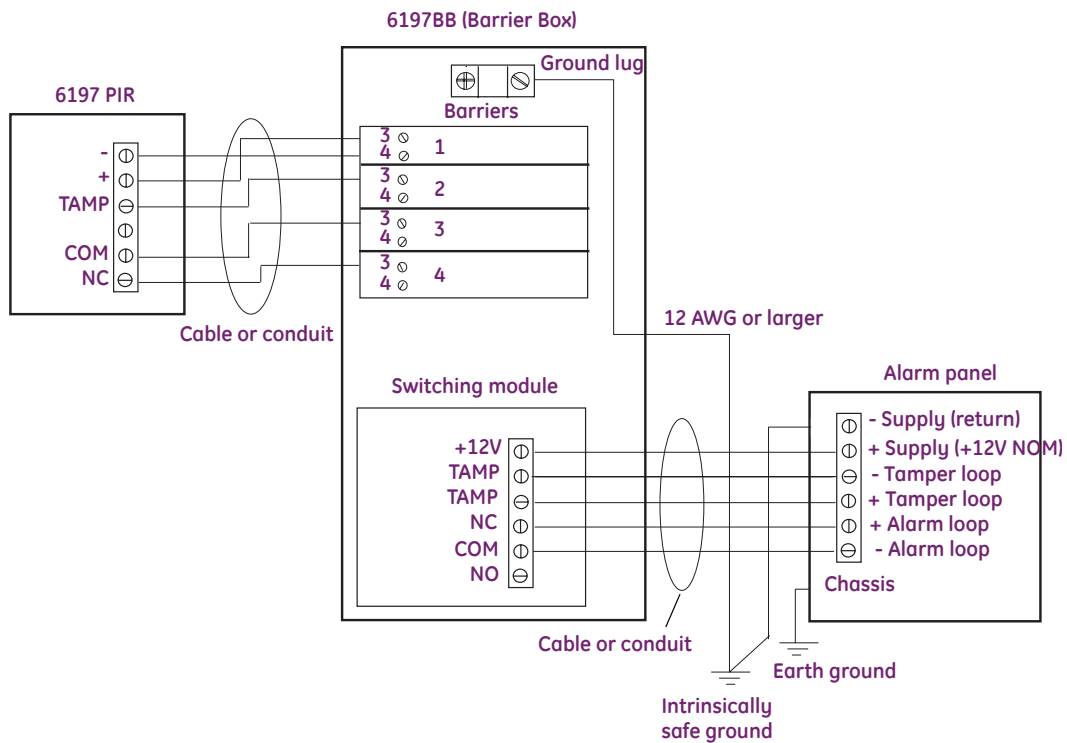 6197BB (Barrier Box)
Ground lug
6197 PIR
Barriers
-
+
TAMP
COM
NC
3
4
1
3
4
2
3
4
3
3
4
4
Cable or conduit
12 AWG or larger
Switching module
+12V
TAMP
TAMP
NC
COM
NO
Alarm panel
- Supply (return)
+ Supply (+12V NOM)
- Tamper loop
+ Tamper loop
+ Alarm loop
- Alarm loop
Chassis
Cable or conduit
Earth ground
Intrinsically
safe ground